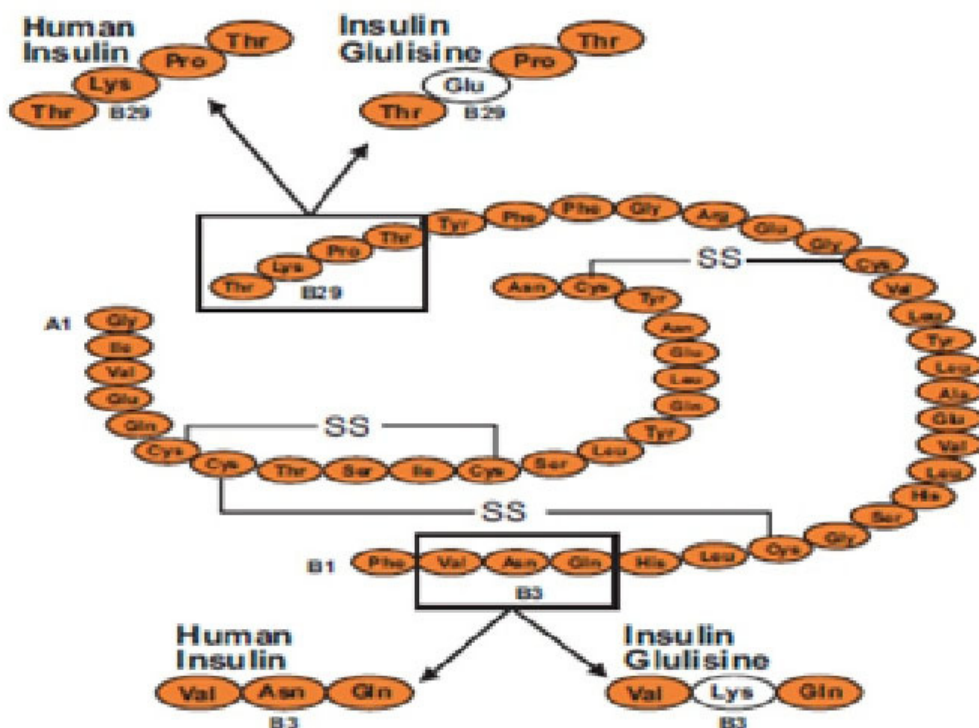 Human
Insulin
Thr Lys Pro Thr
B29
Insulin
Glulisine
Thr Glu Pro Thr
B29
Thr Lys Pro Thr Tyr Phe Phe Gly Arg Glu Gly Cys
B29
SS
Val
Leu
Tyr
Leu
Ala
Glu
Val
Leu
His
Ser
Gly
Cys
Leu
His
Asn Cys Tyr
Asn
Glu
Leu
Gln
Tyr
Leu
Ser
A1
Gly
Ile
Val
Glu
Gln
Cys Cys Thr Ser Ile Cys
SS
SS
B1 Phe Val Asn Gln
B3
Human
Insulin
Val Asn Gln
B3
Insulin
Glulisine
Val Lys Gln
B3